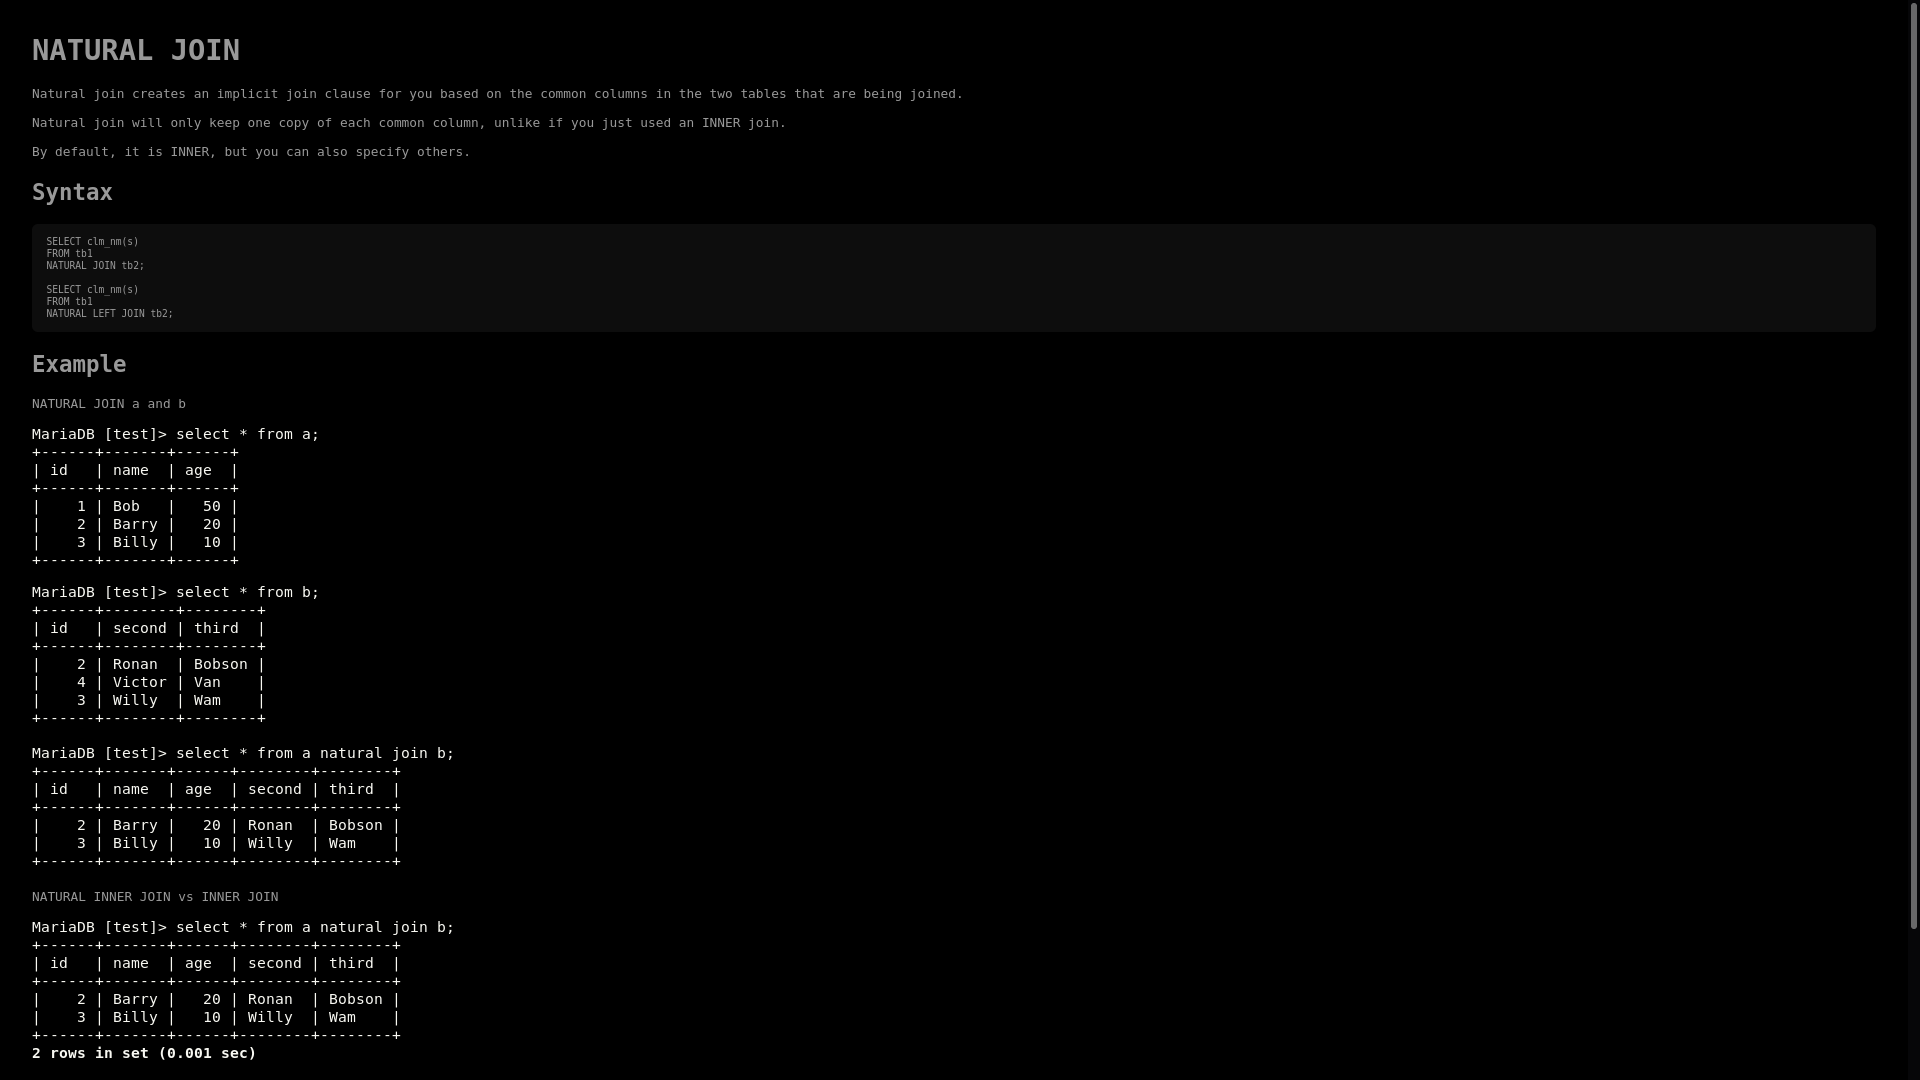 NATURAL JOIN
Natural join creates an implicit join clause for you based on the common columns in the two tables that are being joined.
Natural join will only keep one copy of each common column, unlike if you just used an INNER join.
By default, it is INNER, but you can also specify others.
Syntax
SELECT clm_nm(s)
FROM tb1
NATURAL JOIN tb2;
SELECT clm_nm(s)
FROM tb1
NATURAL LEFT JOIN tb2;
Example
NATURAL JOIN a and b
MariaDB [test]> select * from a;
+------+-------+------+
| id   | name  | age  |
+------+-------+------+
|    1 | Bob   |   50 |
|    2 | Barry |   20 |
|    3 | Billy |   10 |
+------+-------+------+
MariaDB [test]> select * from b;
+------+--------+--------+
| id   | second | third  |
+------+--------+--------+
|    2 | Ronan  | Bobson |
|    4 | Victor | Van    |
|    3 | Willy  | Wam    |
+------+--------+--------+
MariaDB [test]> select * from a natural join b;
+------+-------+------+--------+--------+
| id   | name  | age  | second | third  |
+------+-------+------+--------+--------+
|    2 | Barry |   20 | Ronan  | Bobson |
|    3 | Billy |   10 | Willy  | Wam    |
+------+-------+------+--------+--------+
NATURAL INNER JOIN vs INNER JOIN
MariaDB [test]> select * from a natural join b;
+------+-------+------+--------+--------+
| id   | name  | age  | second | third  |
+------+-------+------+--------+--------+
|    2 | Barry |   20 | Ronan  | Bobson |
|    3 | Billy |   10 | Willy  | Wam    |
+------+-------+------+--------+--------+
2 rows in set (0.001 sec)